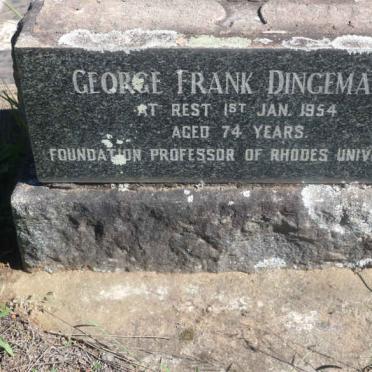 GEORGE FRANK DINGEMA
AT REST 1ST JAN. 1954
AGED 74 YEARS.
FOUNDATION PROFESSOR OF RHODES UNIV